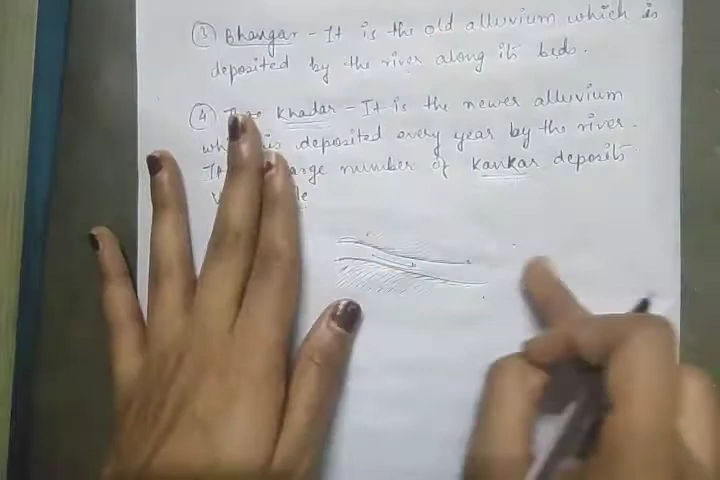 ③ Bhangar - It is the old alluvium which is
deposited by the river along its beds.
④ Khadar - It is the newer alluvium
is deposited every year by the river.
large number of Kankar deposits